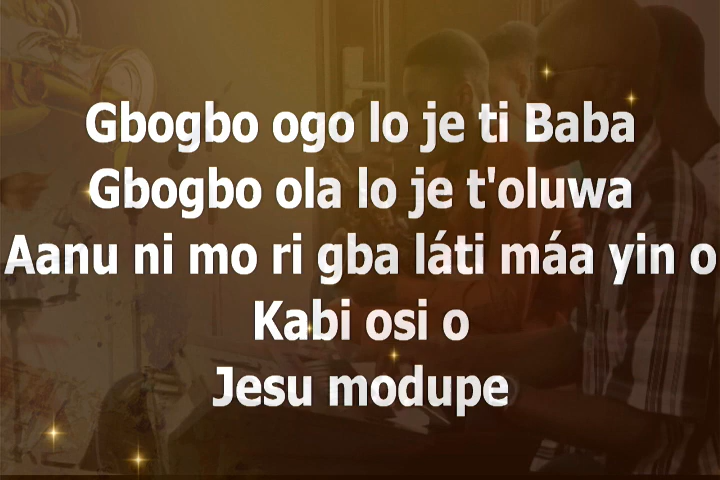 Gbogbo ogo lo je ti Baba
Gbogbo ola lo je t'oluwa
Aanu ni mo ri gba láti máa yin o
Kabi osi o
Jesu modupe